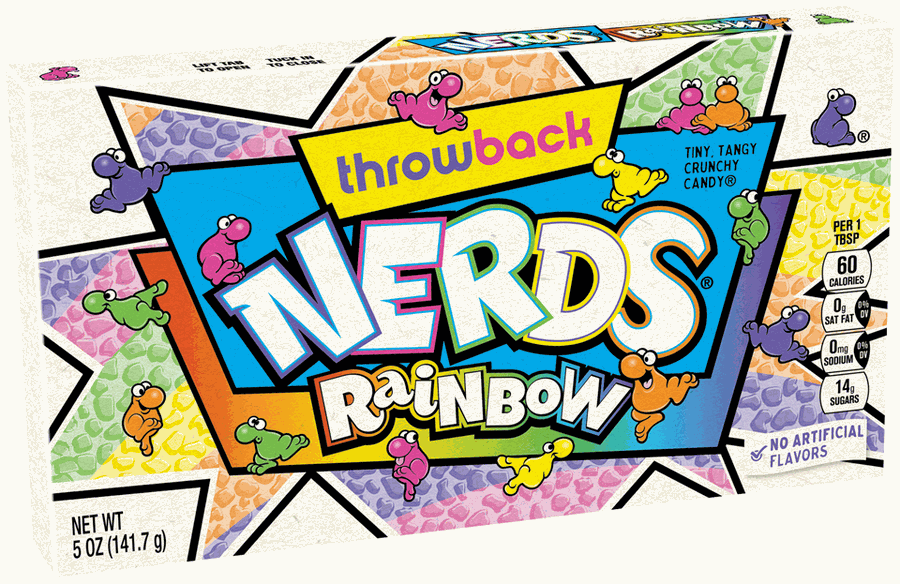 LIFT TAB
TO OPEN
TUCK IN
TO CLOSE
NERDS
RAINBOW
throwback
®
TINY, TANGY
CRUNCHY
CANDY®
NERDS®
RaiNBoW
PER 1
TBSP
60
CALORIES
0g
SAT FAT
0%
DV
0mg
SODIUM
0%
DV
14g
SUGARS
NO ARTIFICIAL
FLAVORS
NET WT
5 OZ (141.7 g)